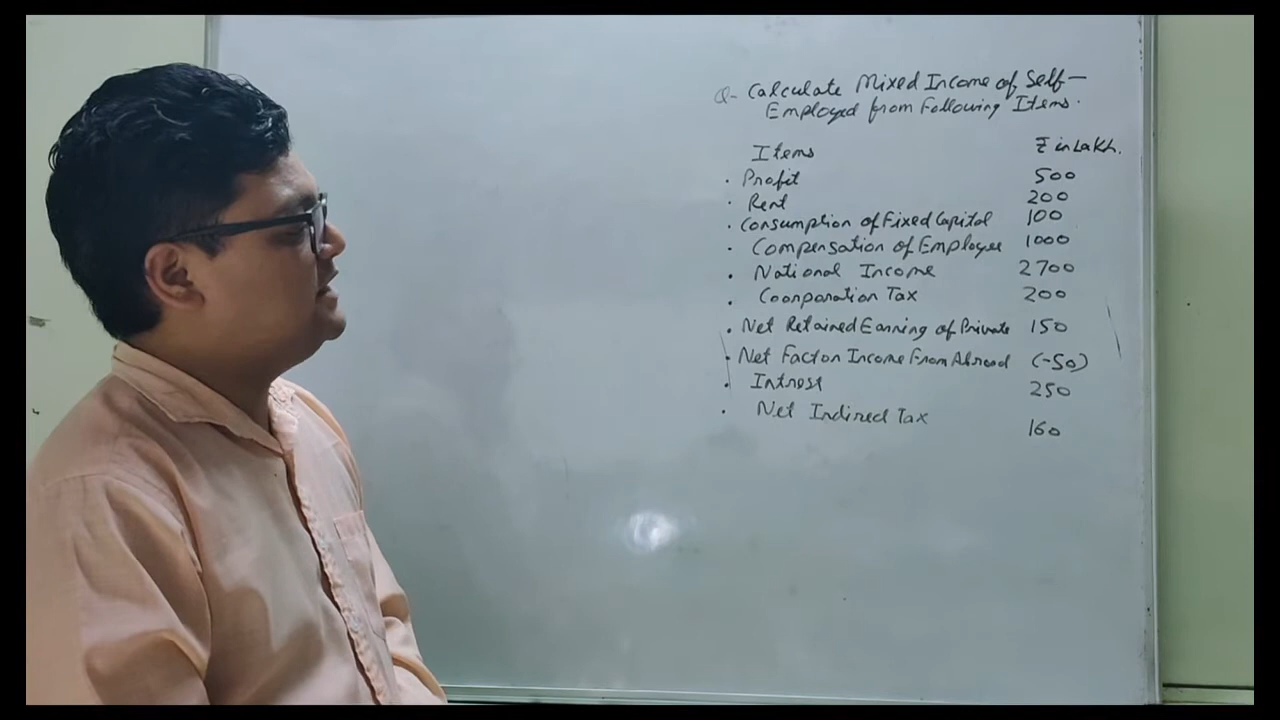 Q- Calculate Mixed Income of Self-
Employed from Following Items.
Items ₹ in Lakh.
· Profit 500
· Rent 200
· Consumption of Fixed Capital 100
· Compensation of Employee 1000
· National Income 2700
· Coorporation Tax 200
· Net Retained Earning of Private 150
· Net Factor Income From Abroad (-50)
· Intrest 250
· Net Indirect Tax 160